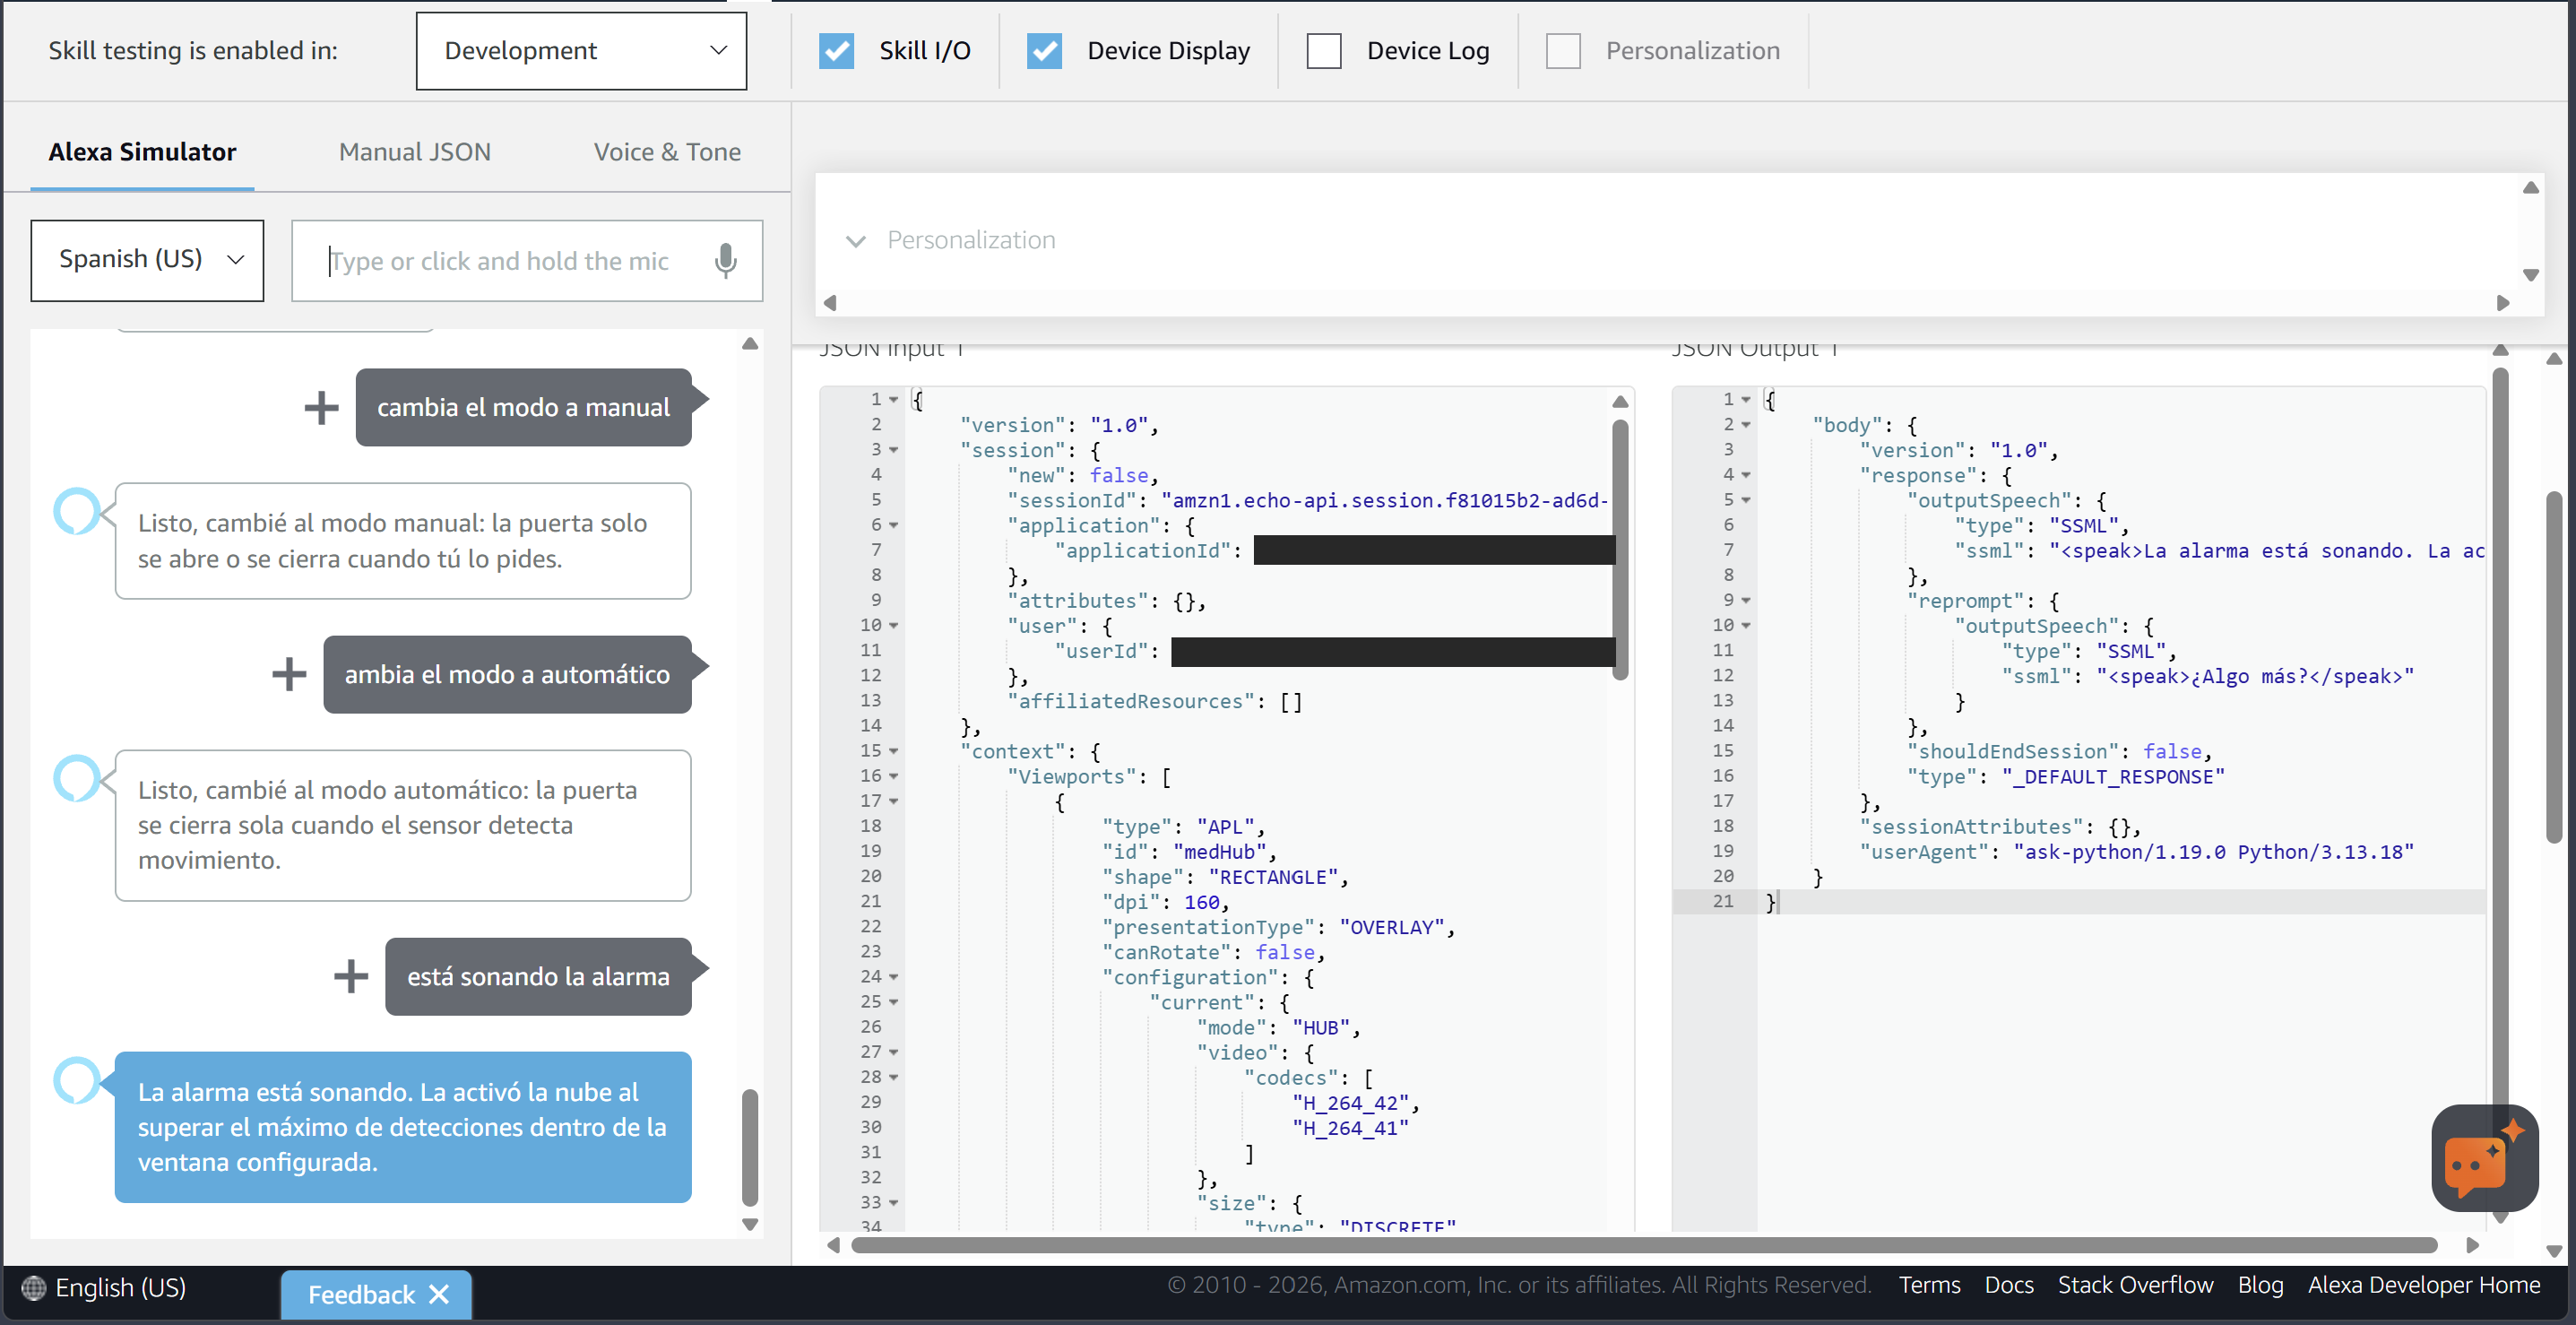 Skill testing is enabled in:
Development
Skill I/O
Device Display
Device Log
Personalization
Alexa Simulator
Manual JSON
Voice & Tone
Spanish (US)
Type or click and hold the mic
cambia el modo a manual
Listo, cambié al modo manual: la puerta solo
se abre o se cierra cuando tú lo pides.
ambia el modo a automático
Listo, cambié al modo automático: la puerta
se cierra sola cuando el sensor detecta
movimiento.
está sonando la alarma
La alarma está sonando. La activó la nube al
superar el máximo de detecciones dentro de la
ventana configurada.
Personalization
JSON Input 1
1 {
2 "version": "1.0",
3 "session": {
4 "new": false,
5 "sessionId": "amzn1.echo-api.session.f81015b2-ad6d-
6 "application": {
7 "applicationId":
8 },
9 "attributes": {},
10 "user": {
11 "userId":
12 },
13 "affiliatedResources": []
14 },
15 "context": {
16 "Viewports": [
17 {
18 "type": "APL",
19 "id": "medHub",
20 "shape": "RECTANGLE",
21 "dpi": 160,
22 "presentationType": "OVERLAY",
23 "canRotate": false,
24 "configuration": {
25 "current": {
26 "mode": "HUB",
27 "video": {
28 "codecs": [
29 "H_264_42",
30 "H_264_41"
31 ]
32 },
33 "size": {
34 "type": "DISCRETE"
JSON Output 1
1 {
2 "body": {
3 "version": "1.0",
4 "response": {
5 "outputSpeech": {
6 "type": "SSML",
7 "ssml": "<speak>La alarma está sonando. La ac
8 },
9 "reprompt": {
10 "outputSpeech": {
11 "type": "SSML",
12 "ssml": "<speak>¿Algo más?</speak>"
13 }
14 },
15 "shouldEndSession": false,
16 "type": "_DEFAULT_RESPONSE"
17 },
18 "sessionAttributes": {},
19 "userAgent": "ask-python/1.19.0 Python/3.13.18"
20 }
21 }
English (US)
Feedback
© 2010 - 2026, Amazon.com, Inc. or its affiliates. All Rights Reserved.
Terms
Docs
Stack Overflow
Blog
Alexa Developer Home